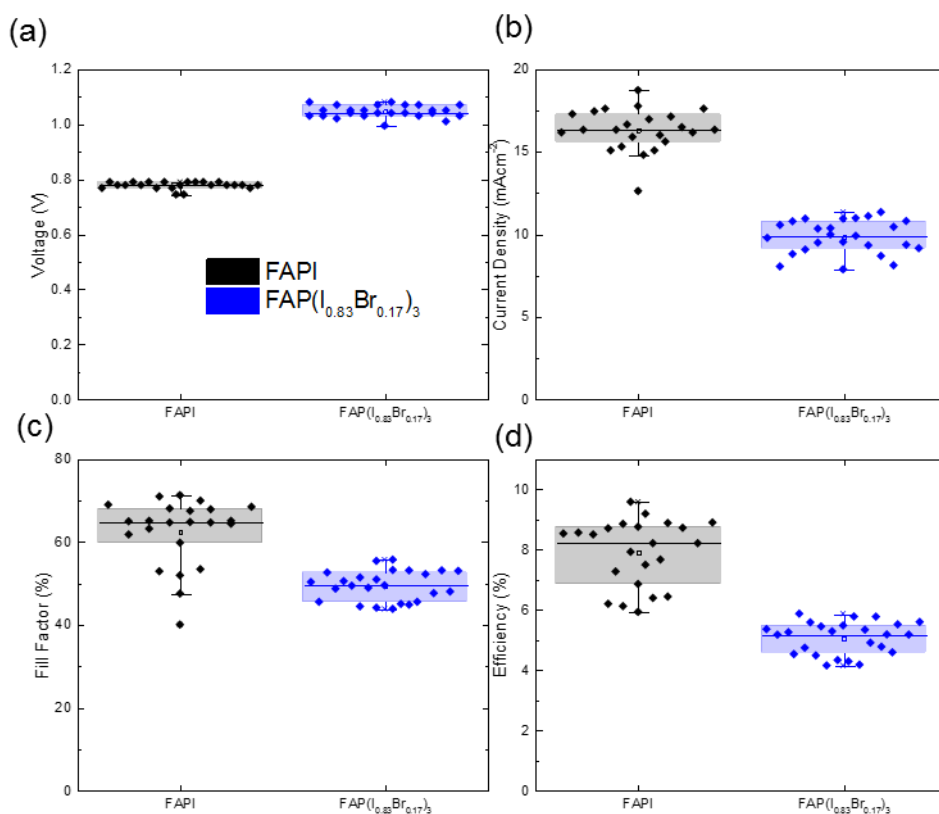 (a)
Voltage (V)
1.2
1.0
0.8
0.6
0.4
0.2
0.0
FAPI
FAP(I0.83Br0.17)3
FAPI
FAP(I0.83Br0.17)3
(b)
Current Density (mAcm-2)
20
15
10
5
0
FAPI
FAP(I0.83Br0.17)3
(c)
Fill Factor (%)
80
60
40
20
0
FAPI
FAP(I0.83Br0.17)3
(d)
Efficiency (%)
10
8
6
4
2
0
FAPI
FAP(I0.83Br0.17)3